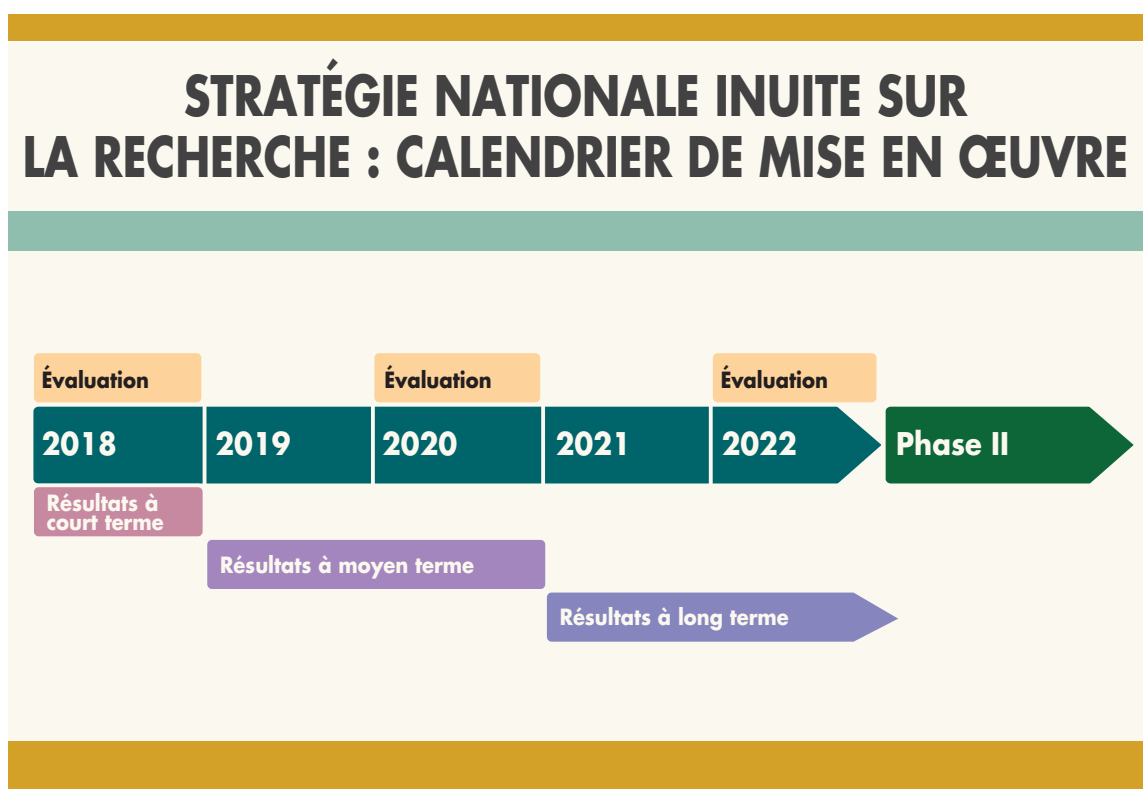 STRATÉGIE NATIONALE INUITE SUR
LA RECHERCHE : CALENDRIER DE MISE EN ŒUVRE
Évaluation
Évaluation
Évaluation
2018
2019
2020
2021
2022
Phase II
Résultats à
court terme
Résultats à moyen terme
Résultats à long terme